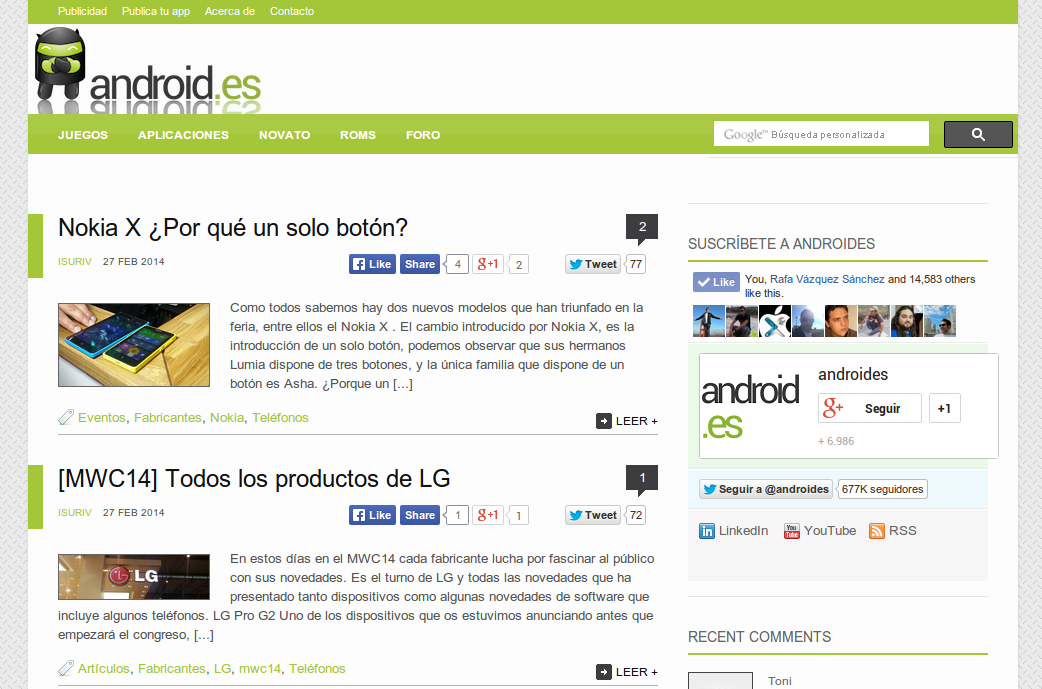 Publicidad Publica tu app Acerca de Contacto
android.es
JUEGOS APLICACIONES NOVATO ROMS FORO
Google™ Búsqueda personalizada
Nokia X ¿Por qué un solo botón?
2
ISURIV 27 FEB 2014
Like Share 4 g+1 2 Tweet 77
Como todos sabemos hay dos nuevos modelos que han triunfado en la
feria, entre ellos el Nokia X . El cambio introducido por Nokia X, es la
introducción de un solo botón, podemos observar que sus hermanos
Lumia dispone de tres botones, y la única familia que dispone de un
botón es Asha. ¿Porque un [...]
Eventos, Fabricantes, Nokia, Teléfonos
LEER +
[MWC14] Todos los productos de LG
1
ISURIV 27 FEB 2014
Like Share 1 g+1 1 Tweet 72
LG
En estos días en el MWC14 cada fabricante lucha por fascinar al público
con sus novedades. Es el turno de LG y todas las novedades que ha
presentado tanto dispositivos como algunas novedades de software que
incluye algunos teléfonos. LG Pro G2 Uno de los dispositivos que os estuvimos anunciando antes que
empezará el congreso, [...]
Artículos, Fabricantes, LG, mwc14, Teléfonos
LEER +
SUSCRÍBETE A ANDROIDES
Like You, Rafa Vázquez Sánchez and 14,583 others
like this.
android
.es
androides
g+ Seguir +1
+ 6.986
Seguir a @androides 677K seguidores
LinkedIn You Tube YouTube RSS
RECENT COMMENTS
Toni